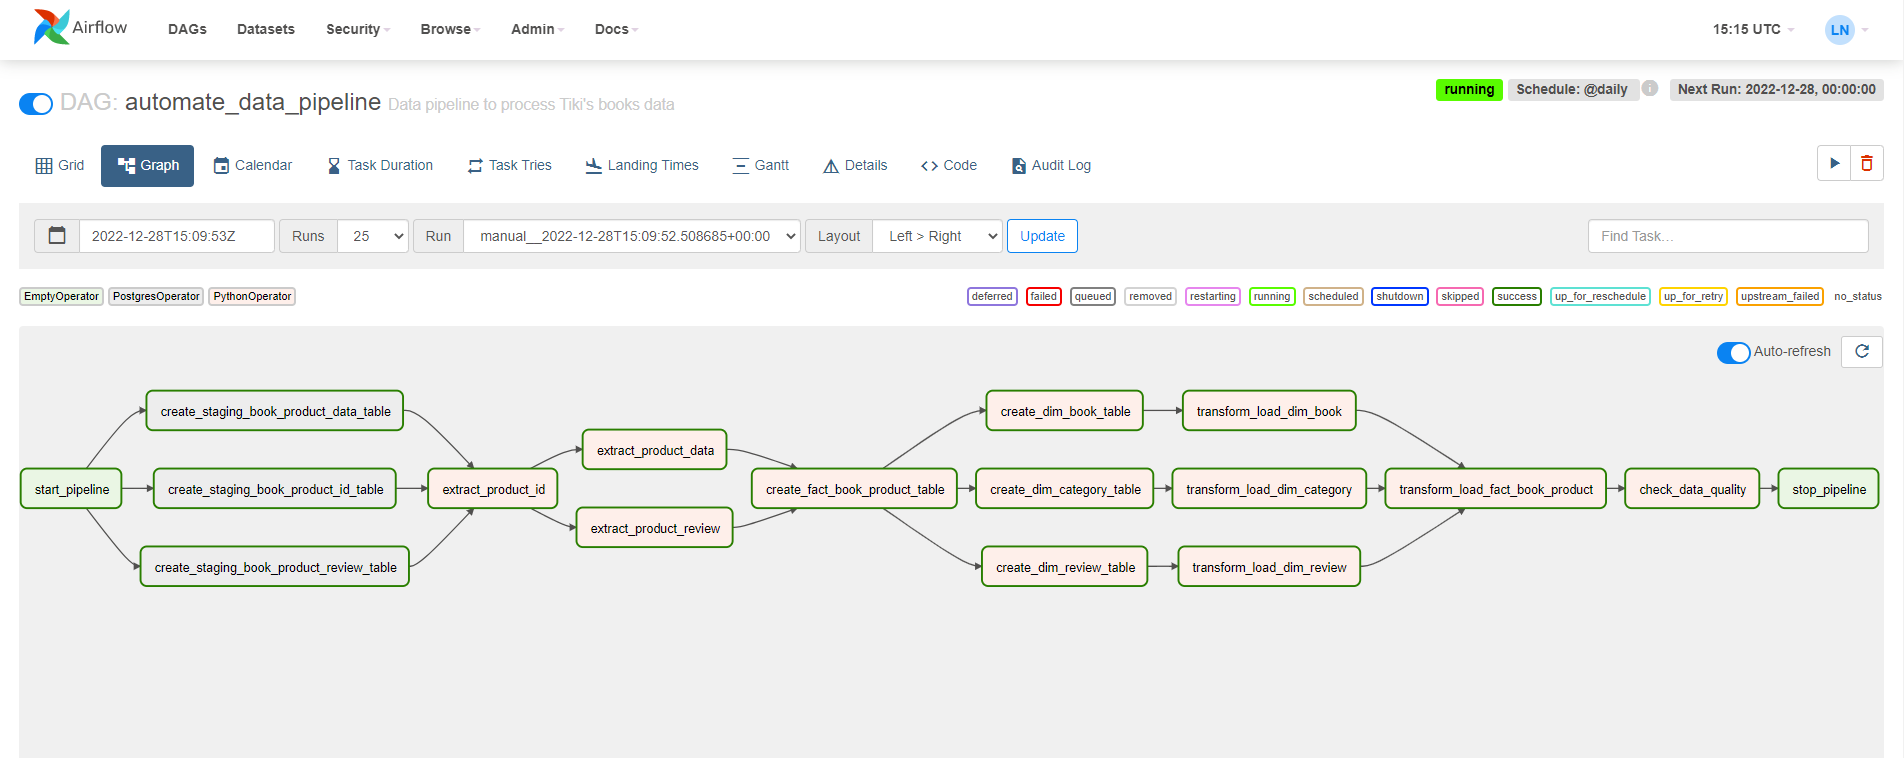 Airflow DAGs Datasets Security Browse Admin Docs 15:15 UTC LN
DAG: automate_data_pipeline Data pipeline to process Tiki's books data
running Schedule: @daily i Next Run: 2022-12-28, 00:00:00
Grid Graph Calendar Task Duration Task Tries Landing Times Gantt Details Code Audit Log
2022-12-28T15:09:53Z Runs 25 Run manual__2022-12-28T15:09:52.508685+00:00 Layout Left > Right Update Find Task...
EmptyOperator PostgresOperator PythonOperator
deferred failed queued removed restarting running scheduled shutdown skipped success up_for_reschedule up_for_retry upstream_failed no_status
Auto-refresh
create_staging_book_product_data_table create_dim_book_table transform_load_dim_book
extract_product_data
start_pipeline create_staging_book_product_id_table extract_product_id create_fact_book_product_table create_dim_category_table transform_load_dim_category transform_load_fact_book_product check_data_quality stop_pipeline
extract_product_review
create_staging_book_product_review_table create_dim_review_table transform_load_dim_review